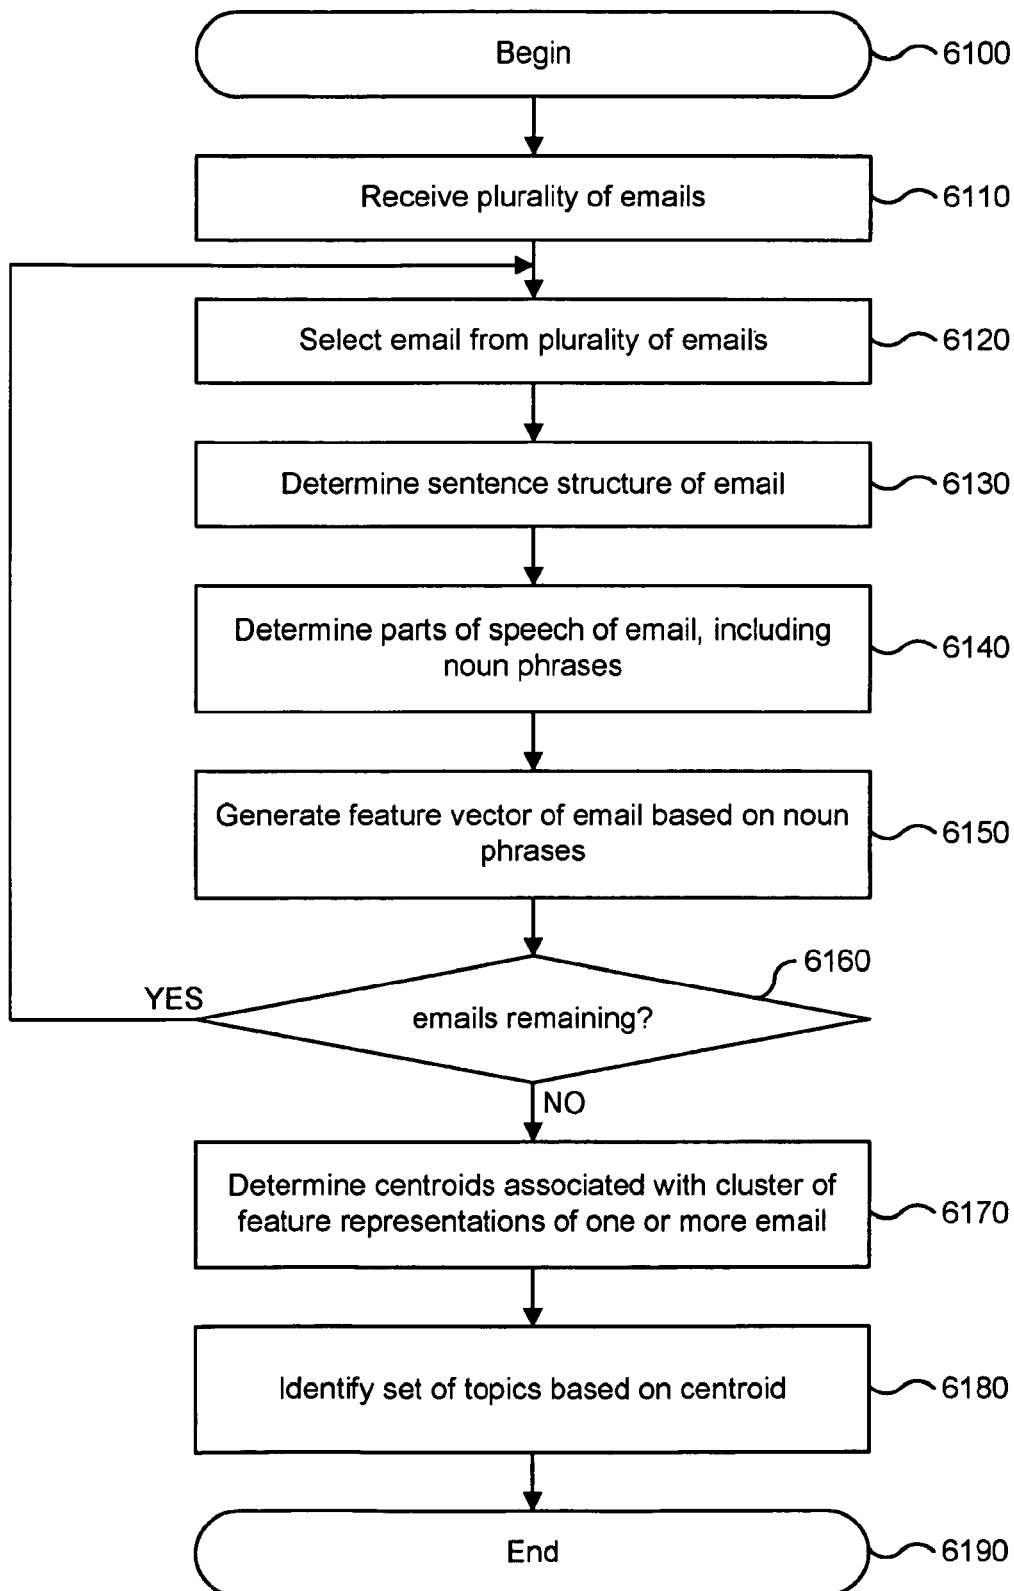 Begin
6100
Receive plurality of emails
6110
Select email from plurality of emails
6120
Determine sentence structure of email
6130
Determine parts of speech of email, including
noun phrases
6140
Generate feature vector of email based on noun
phrases
6150
6160
YES
emails remaining?
NO
Determine centroids associated with cluster of
feature representations of one or more email
6170
Identify set of topics based on centroid
6180
End
6190